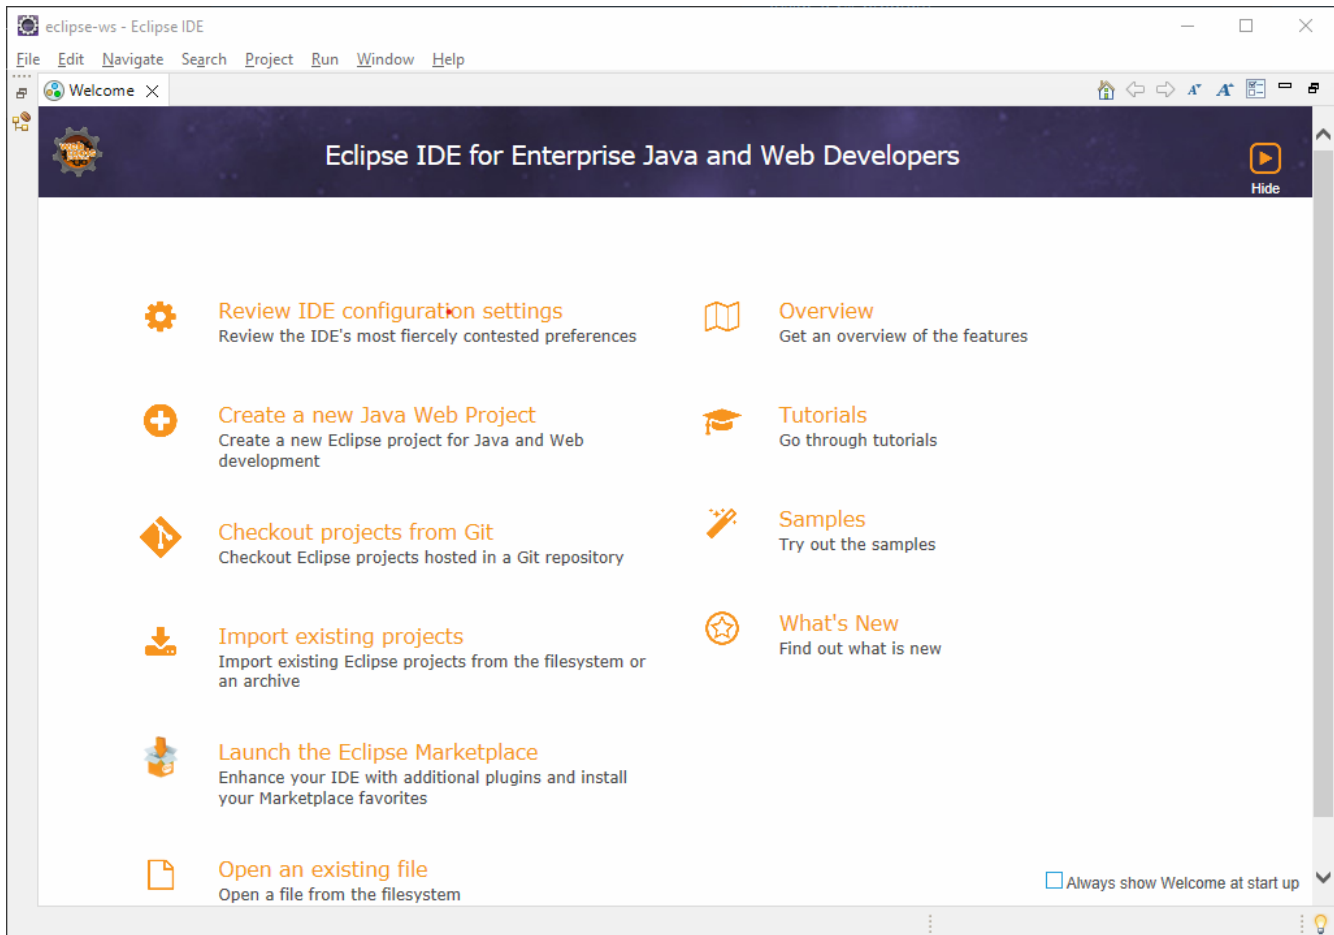 eclipse-ws - Eclipse IDE
File Edit Navigate Search Project Run Window Help
Welcome
Eclipse IDE for Enterprise Java and Web Developers
Hide
Review IDE configuration settings
Review the IDE's most fiercely contested preferences
Create a new Java Web Project
Create a new Eclipse project for Java and Web
development
Checkout projects from Git
Checkout Eclipse projects hosted in a Git repository
Import existing projects
Import existing Eclipse projects from the filesystem or
an archive
Launch the Eclipse Marketplace
Enhance your IDE with additional plugins and install
your Marketplace favorites
Open an existing file
Open a file from the filesystem
Overview
Get an overview of the features
Tutorials
Go through tutorials
Samples
Try out the samples
What's New
Find out what is new
Always show Welcome at start up